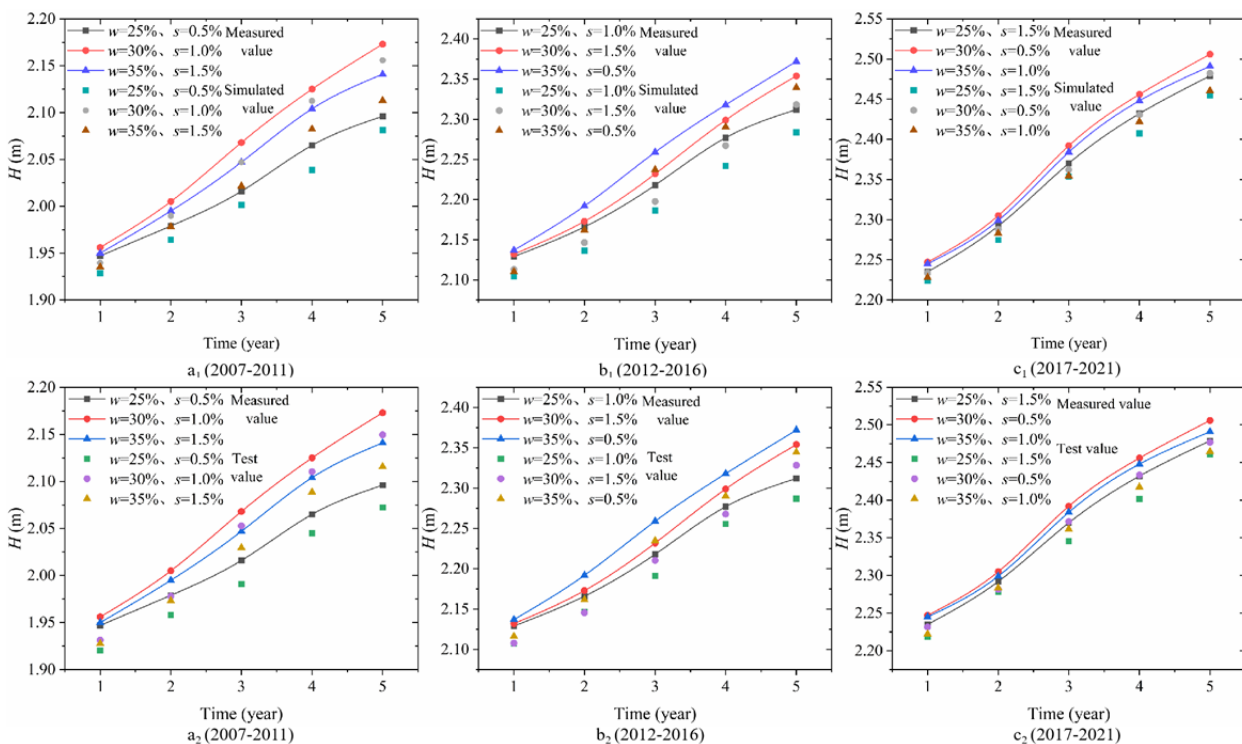 2.20
2.15
2.10
2.05
2.00
1.95
1.90
H (m)
w=25%、s=0.5% Measured
w=30%、s=1.0% value
w=35%、s=1.5%
w=25%、s=0.5% Simulated
w=30%、s=1.0% value
w=35%、s=1.5%
1 2 3 4 5
Time (year)
a1 (2007-2011)
2.40
2.35
2.30
2.25
2.20
2.15
2.10
H (m)
w=25%、s=1.0% Measured
w=30%、s=1.5% value
w=35%、s=0.5%
w=25%、s=1.0% Simulated
w=30%、s=1.5% value
w=35%、s=0.5%
1 2 3 4 5
Time (year)
b1 (2012-2016)
2.55
2.50
2.45
2.40
2.35
2.30
2.25
2.20
H (m)
w=25%、s=1.5% Measured
w=30%、s=0.5% value
w=35%、s=1.0%
w=25%、s=1.5% Simulated
w=30%、s=0.5% value
w=35%、s=1.0%
1 2 3 4 5
Time (year)
c1 (2017-2021)
2.20
2.15
2.10
2.05
2.00
1.95
1.90
H (m)
w=25%、s=0.5% Measured
w=30%、s=1.0% value
w=35%、s=1.5%
w=25%、s=0.5% Test
w=30%、s=1.0% value
w=35%、s=1.5%
1 2 3 4 5
Time (year)
a2 (2007-2011)
2.40
2.35
2.30
2.25
2.20
2.15
2.10
H (m)
w=25%、s=1.0% Measured
w=30%、s=1.5% value
w=35%、s=0.5%
w=25%、s=1.0% Test
w=30%、s=1.5% value
w=35%、s=0.5%
1 2 3 4 5
Time (year)
b2 (2012-2016)
2.55
2.50
2.45
2.40
2.35
2.30
2.25
2.20
H (m)
w=25%、s=1.5% Measured value
w=30%、s=0.5%
w=35%、s=1.0% Test value
w=25%、s=1.5%
w=30%、s=0.5%
w=35%、s=1.0%
1 2 3 4 5
Time (year)
c2 (2017-2021)